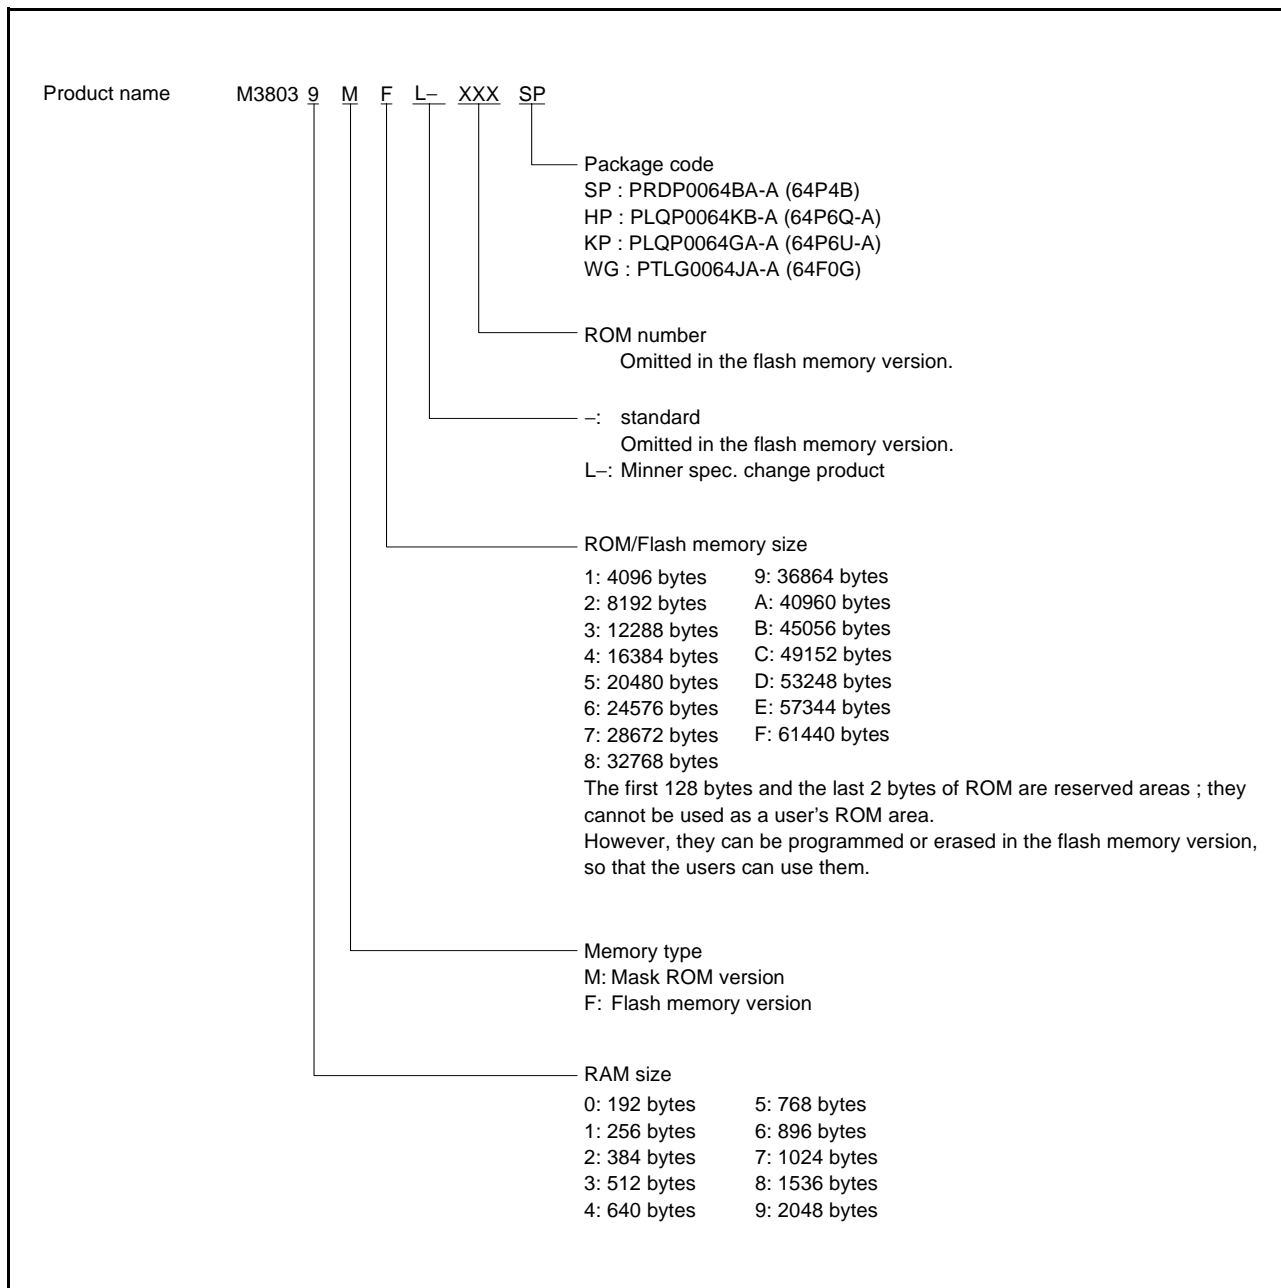 Product name M3803 9 M F L– XXX SP
Package code
SP : PRDP0064BA-A (64P4B)
HP : PLQP0064KB-A (64P6Q-A)
KP : PLQP0064GA-A (64P6U-A)
WG : PTLG0064JA-A (64F0G)
ROM number
Omitted in the flash memory version.
–: standard
Omitted in the flash memory version.
L–: Minner spec. change product
ROM/Flash memory size
1: 4096 bytes 9: 36864 bytes
2: 8192 bytes A: 40960 bytes
3: 12288 bytes B: 45056 bytes
4: 16384 bytes C: 49152 bytes
5: 20480 bytes D: 53248 bytes
6: 24576 bytes E: 57344 bytes
7: 28672 bytes F: 61440 bytes
8: 32768 bytes
The first 128 bytes and the last 2 bytes of ROM are reserved areas ; they
cannot be used as a user’s ROM area.
However, they can be programmed or erased in the flash memory version,
so that the users can use them.
Memory type
M: Mask ROM version
F: Flash memory version
RAM size
0: 192 bytes 5: 768 bytes
1: 256 bytes 6: 896 bytes
2: 384 bytes 7: 1024 bytes
3: 512 bytes 8: 1536 bytes
4: 640 bytes 9: 2048 bytes